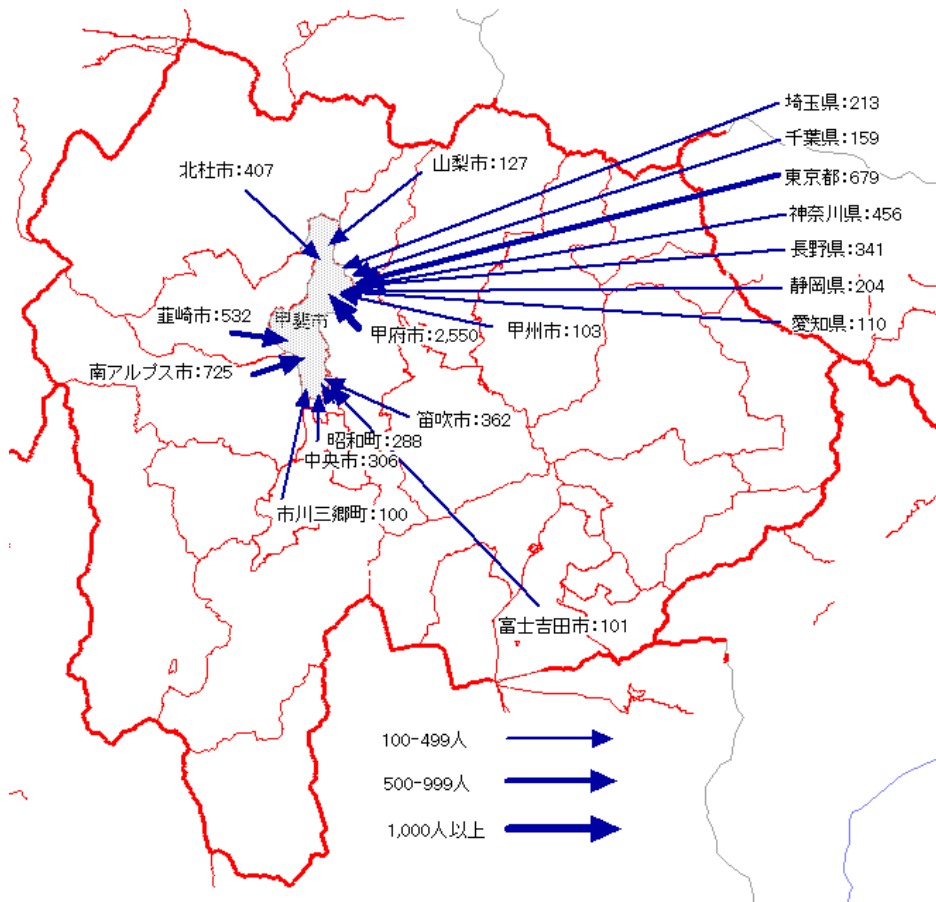 埼玉県:213
千葉県:159
北杜市:407
山梨市:127
東京都:679
神奈川県:456
長野県:341
静岡県:204
韮崎市:532
甲斐市
甲府市:2,550
甲州市:103
愛知県:110
南アルプス市:725
笛吹市:362
昭和町:288
中央市:306
市川三郷町:100
富士吉田市:101
100-499人
500-999人
1,000人以上